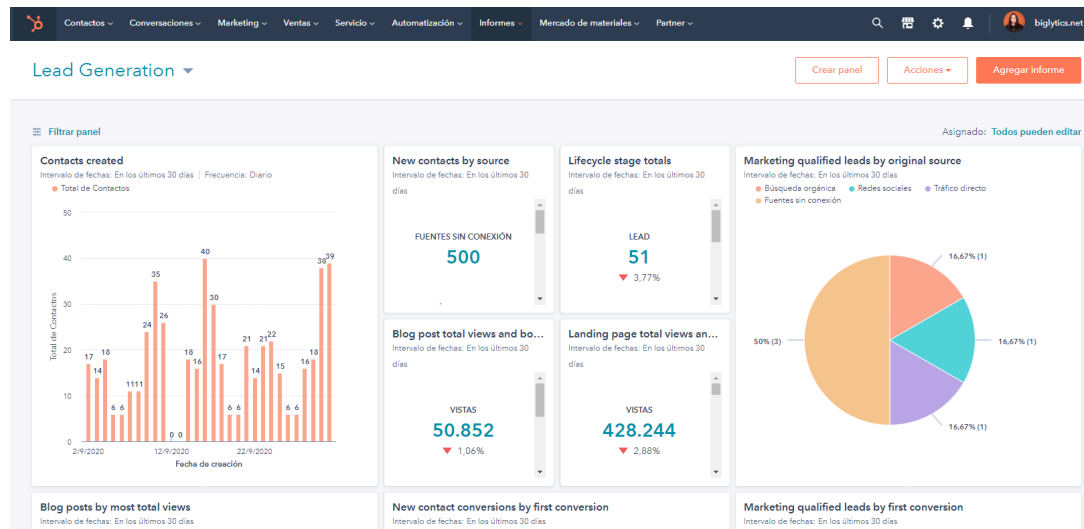 Contactos Conversaciones Marketing Ventas Servicio Automatización Informes Mercado de materiales Partner biglytics.net
Lead Generation
Crear panel Acciones Agregar informe
Filtrar panel
Asignado: Todos pueden editar
Contacts created
Intervalo de fechas: En los últimos 30 días | Frecuencia: Diario
Total de Contactos
50
40
30
20
10
0
Total de Contactos
17 14 18 6 6 11 11 24 35 26 0 0 18 16 40 30 17 6 6 21 14 21 22 15 6 6 16 18 38 39
2/9/2020 12/9/2020 22/9/2020
Fecha de creación
New contacts by source
Intervalo de fechas: En los últimos 30
días
FUENTES SIN CONEXIÓN
500
Lifecycle stage totals
Intervalo de fechas: En los últimos 30
días
LEAD
51
3,77%
Marketing qualified leads by original source
Intervalo de fechas: En los últimos 30 días
Búsqueda orgánica Redes sociales Tráfico directo
Fuentes sin conexión
16,67% (1)
16,67% (1)
16,67% (1)
50% (3)
Blog post total views and bo...
Intervalo de fechas: En los últimos 30
días
VISTAS
50.852
1,06%
Landing page total views an...
Intervalo de fechas: En los últimos 30
días
VISTAS
428.244
2,88%
Blog posts by most total views
Intervalo de fechas: En los últimos 30 días
New contact conversions by first conversion
Intervalo de fechas: En los últimos 30 días
Marketing qualified leads by first conversion
Intervalo de fechas: En los últimos 30 días